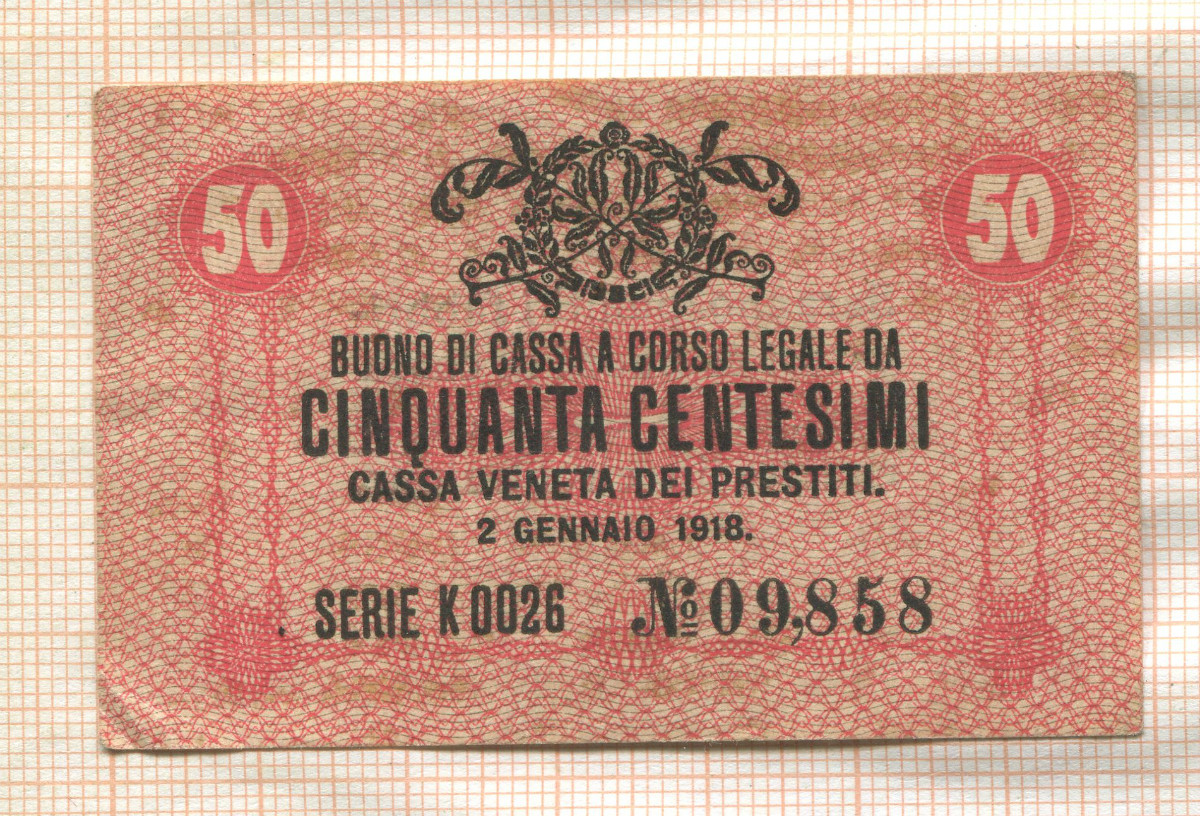 50 50
BUONO DI CASSA A CORSO LEGALE DA
CINQUANTA CENTESIMI
CASSA VENETA DEI PRESTITI.
2 GENNAIO 1918.
SERIE K 0026 № 09,858